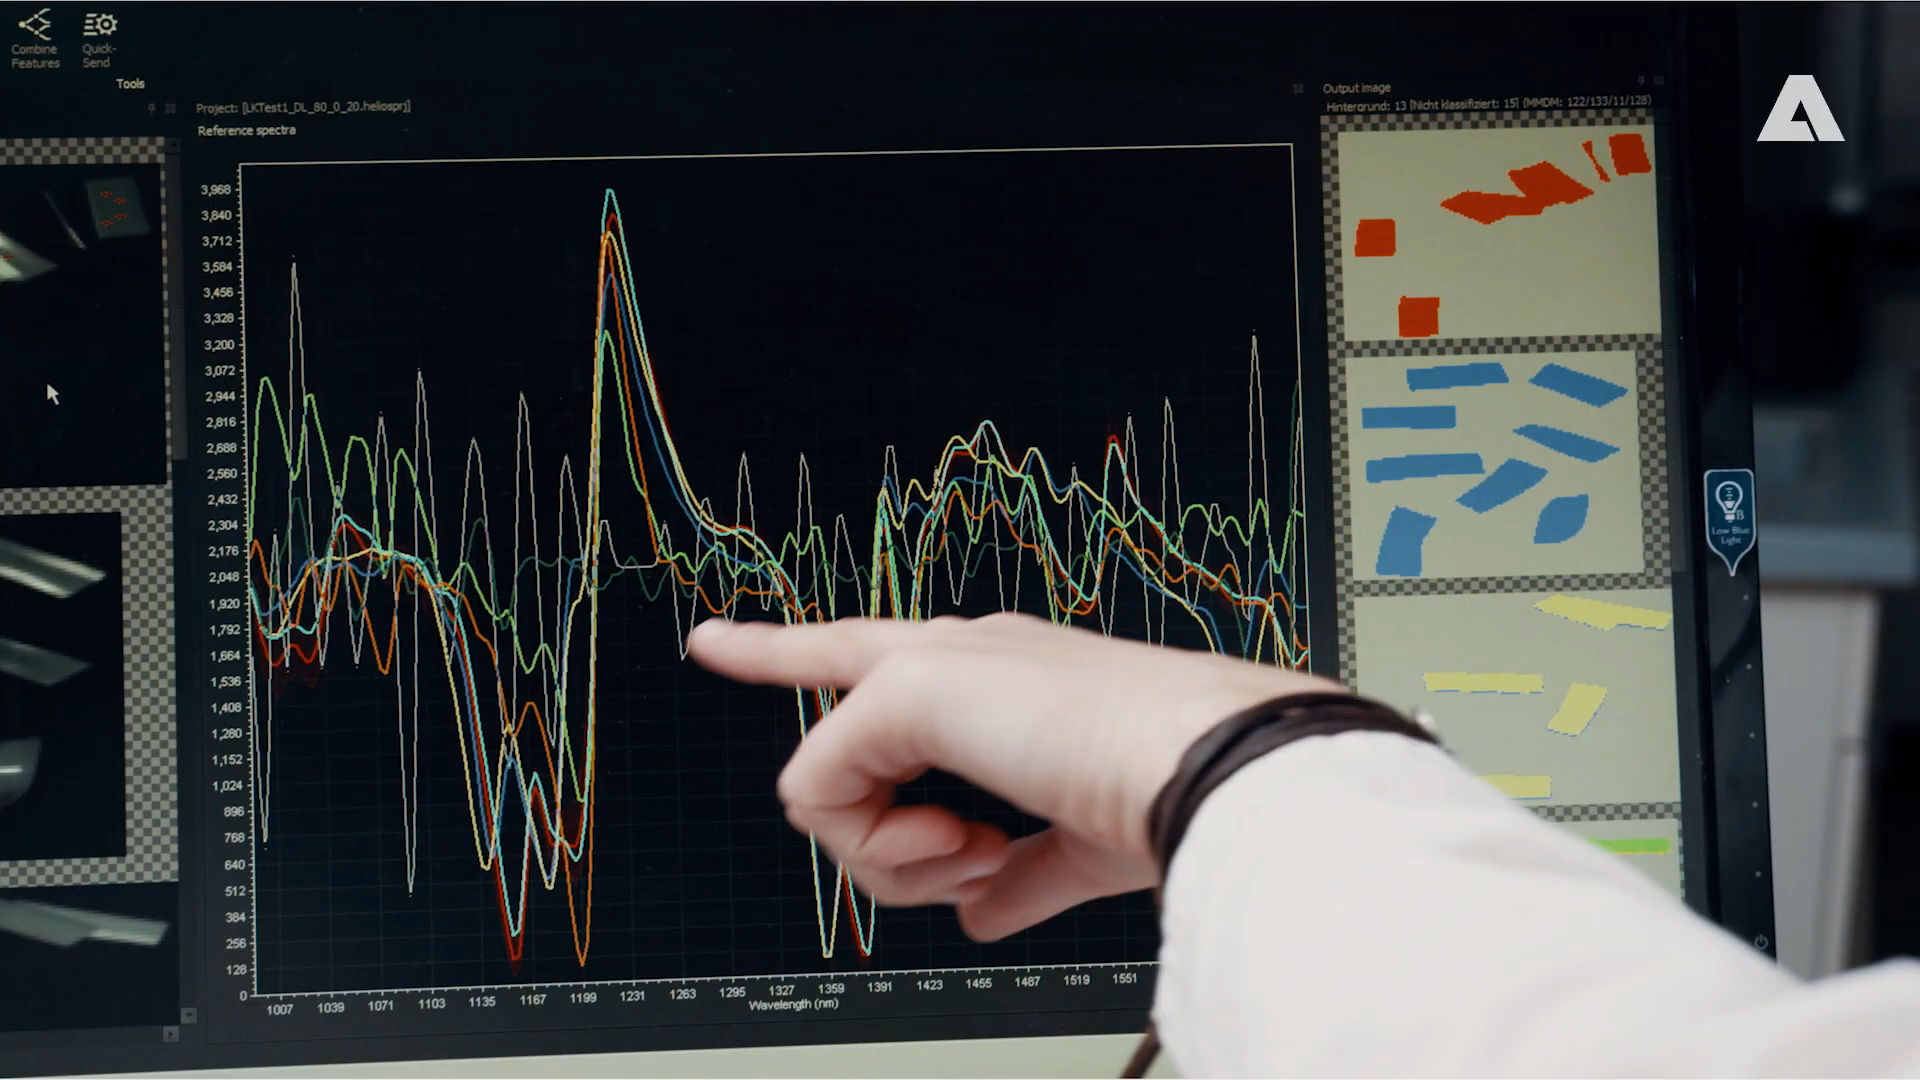 Combine
Features
Quick-
Send
Tools
Project: [LKTest1_DL_80_0_20.heliosprj]
Reference spectra
3,968
3,840
3,712
3,584
3,456
3,328
3,200
3,072
2,944
2,816
2,688
2,560
2,432
2,304
2,176
2,048
1,920
1,792
1,664
1,536
1,408
1,280
1,152
1,024
896
768
640
512
384
256
128
0
1007 1039 1071 1103 1135 1167 1199 1231 1263 1295 1327 1359 1391 1423 1455 1487 1519 1551
Wavelength (nm)
Output image
Hintergrund: 13 [Nicht klassifiziert: 15] (MMDM: 122/133/11/128)
Low Blue
Light